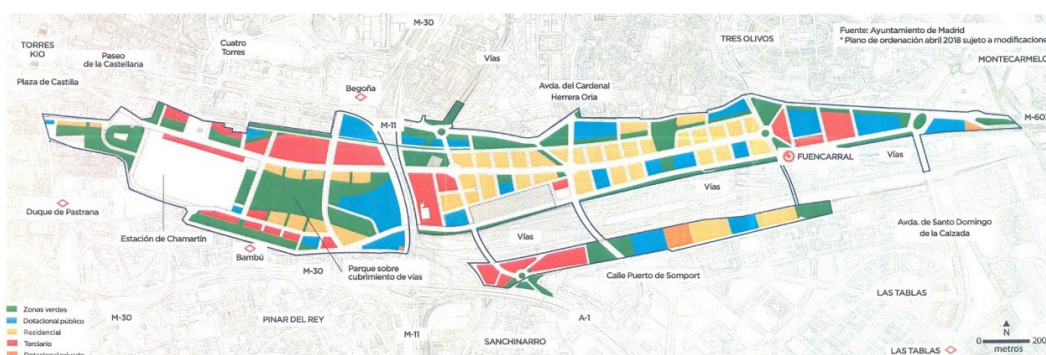 M-30
TORRES
KIO
Paseo
de la Castellana
Cuatro
Torres
Vías
TRES OLIVOS
Fuente: Ayuntamiento de Madrid
* Plano de ordenación abril 2018 sujeto a modificacione
MONTECARMELO
Plaza de Castilla
Begoña
Avda. del Cardenal
Herrera Oria
M-11
M-607
FUENCARRAL
Vías
Vías
Duque de Pastrana
Estación de Chamartín
Bambú
M-30
Parque sobre
cubrimiento de vías
Vías
Calle Puerto de Somport
Avda. de Santo Domingo
de la Calzada
Zonas verdes
Dotacional público
Residencial
Terciario
Dotacional privado
M-30
PINAR DEL REY
M-11
SANCHINARRO
A-1
LAS TABLAS
LAS TABLAS
N
0 200
metros